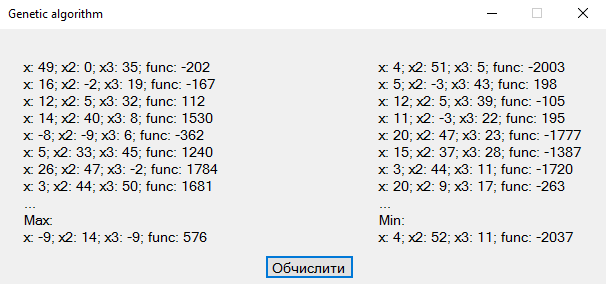 Genetic algorithm
x: 49; x2: 0; x3: 35; func: -202
x: 16; x2: -2; x3: 19; func: -167
x: 12; x2: 5; x3: 32; func: 112
x: 14; x2: 40; x3: 8; func: 1530
x: -8; x2: -9; x3: 6; func: -362
x: 5; x2: 33; x3: 45; func: 1240
x: 26; x2: 47; x3: -2; func: 1784
x: 3; x2: 44; x3: 50; func: 1681
...
Max:
x: -9; x2: 14; x3: -9; func: 576
x: 4; x2: 51; x3: 5; func: -2003
x: 5; x2: -3; x3: 43; func: 198
x: 12; x2: 5; x3: 39; func: -105
x: 11; x2: -3; x3: 22; func: 195
x: 20; x2: 47; x3: 23; func: -1777
x: 15; x2: 37; x3: 28; func: -1387
x: 3; x2: 44; x3: 11; func: -1720
x: 20; x2: 9; x3: 17; func: -263
...
Min:
x: 4; x2: 52; x3: 11; func: -2037
Обчислити